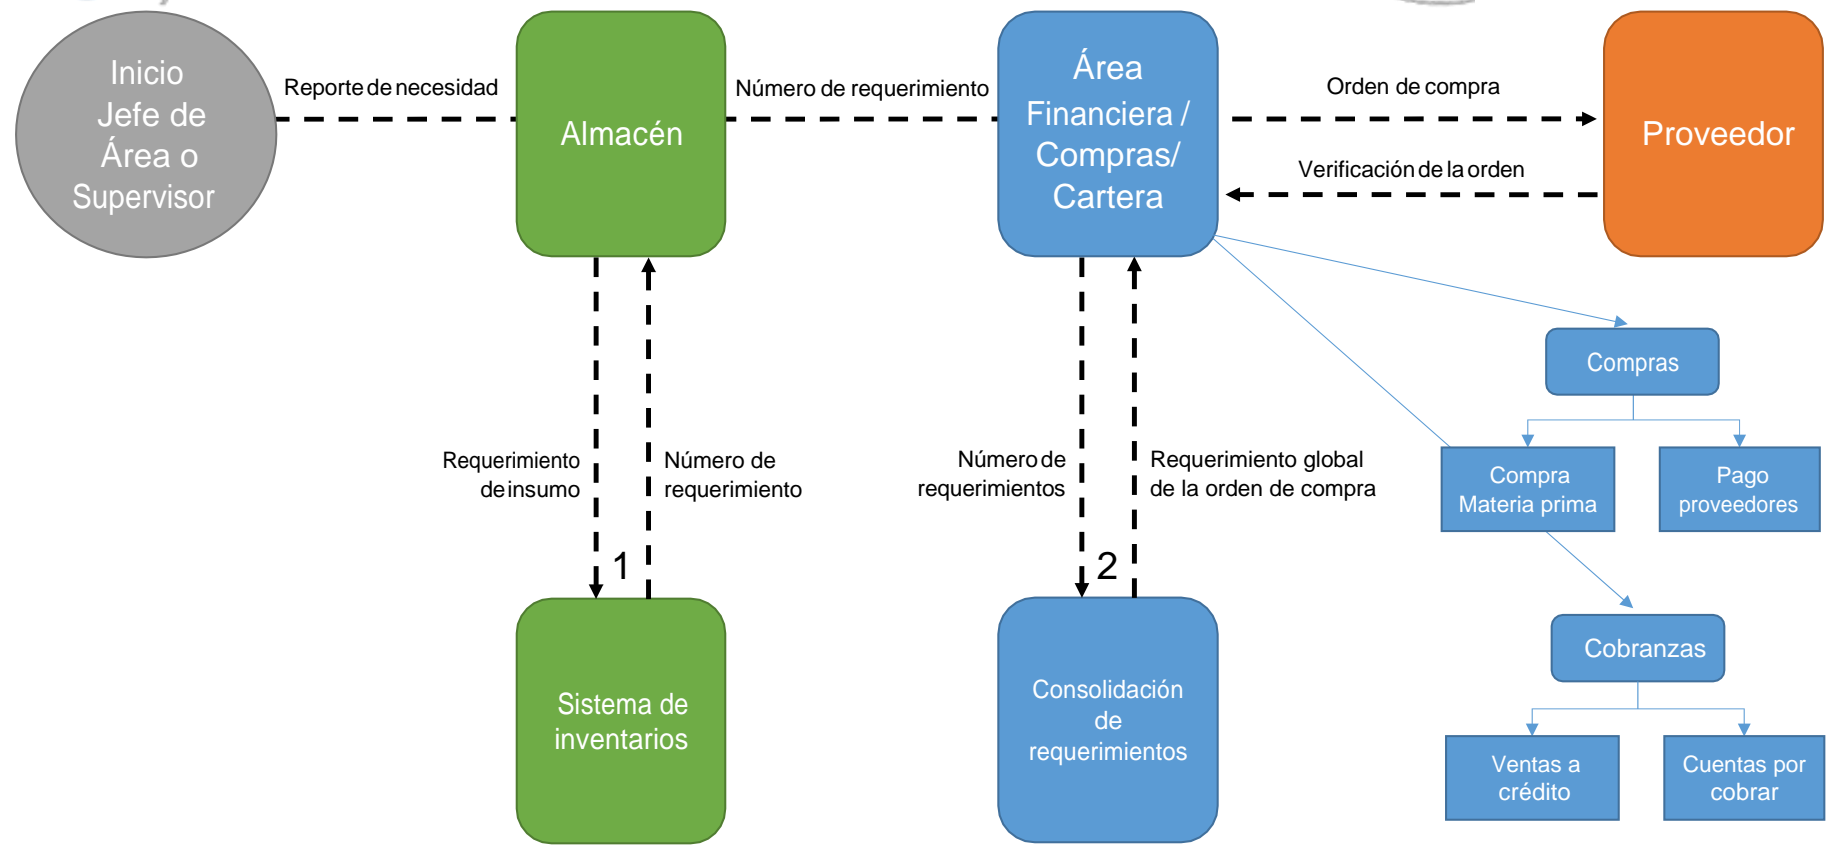 Inicio
Jefe de
Área o
Supervisor
Reporte de necesidad
Almacén
Número de requerimiento
Área
Financiera /
Compras/
Cartera
Orden de compra
Verificación de la orden
Proveedor
Requerimiento
de insumo
Número de
requerimiento
1
Número de
requerimientos
Requerimiento global
de la orden de compra
2
Sistema de
inventarios
Consolidación
de
requerimientos
Compras
Compra
Materia prima
Pago
proveedores
Cobranzas
Ventas a
crédito
Cuentas por
cobrar